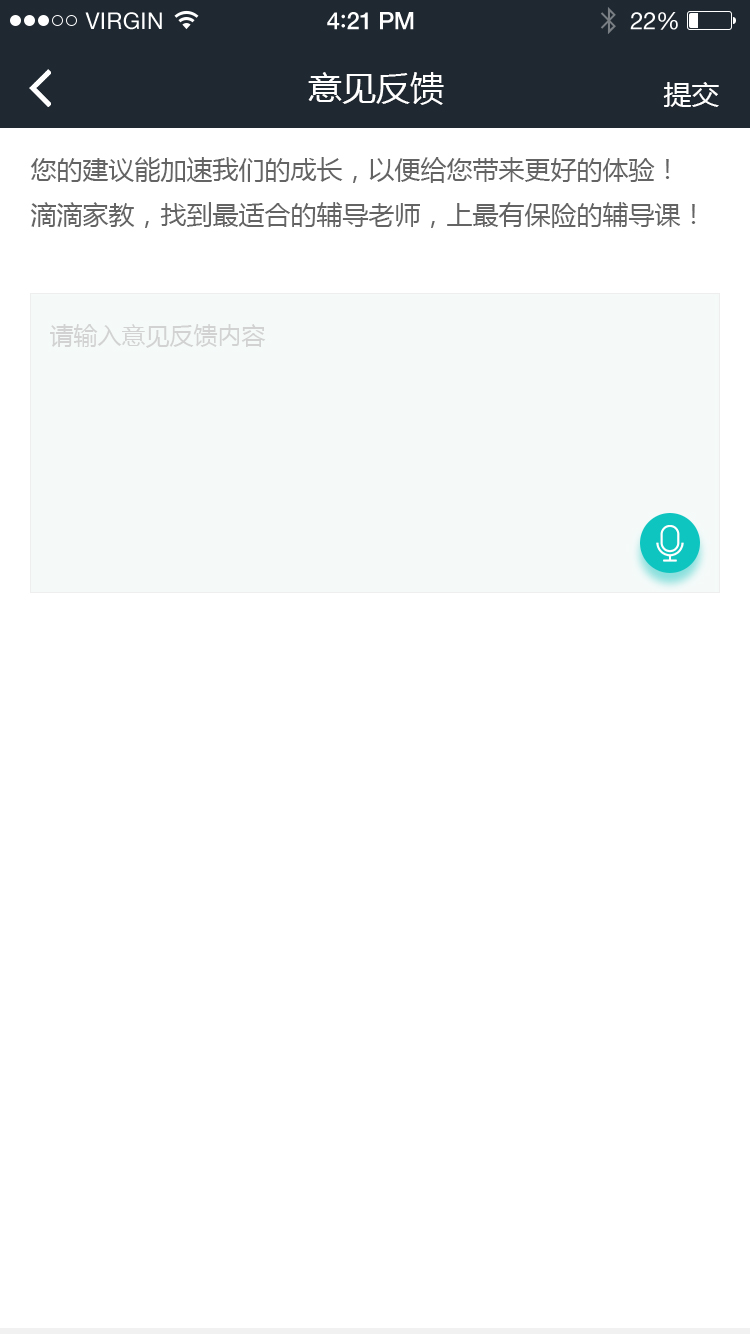 VIRGIN 4:21 PM 22%
意见反馈
提交
您的建议能加速我们的成长，以便给您带来更好的体验！
滴滴家教，找到最适合的辅导老师，上最有保险的辅导课！
请输入意见反馈内容